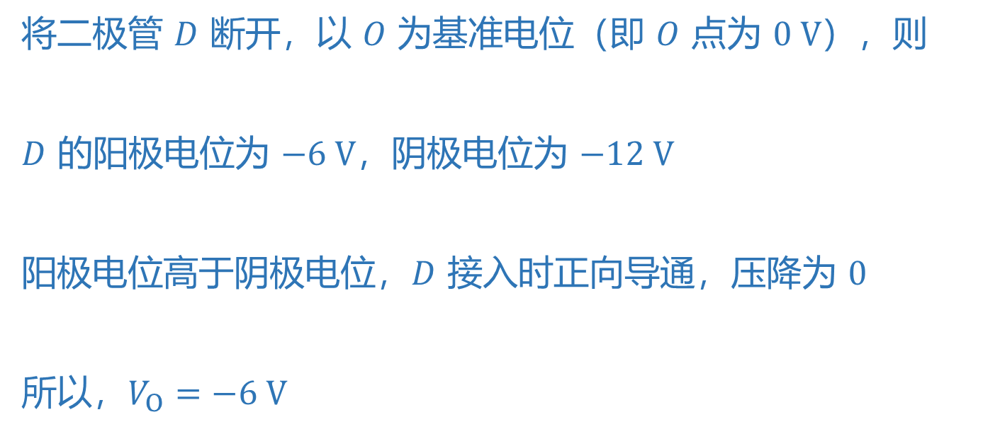 将二极管 D 断开，以 O 为基准电位（即 O 点为 0 V），则
D 的阳极电位为 −6 V，阴极电位为 −12 V
阳极电位高于阴极电位，D 接入时正向导通，压降为 0
所以，V_O = −6 V